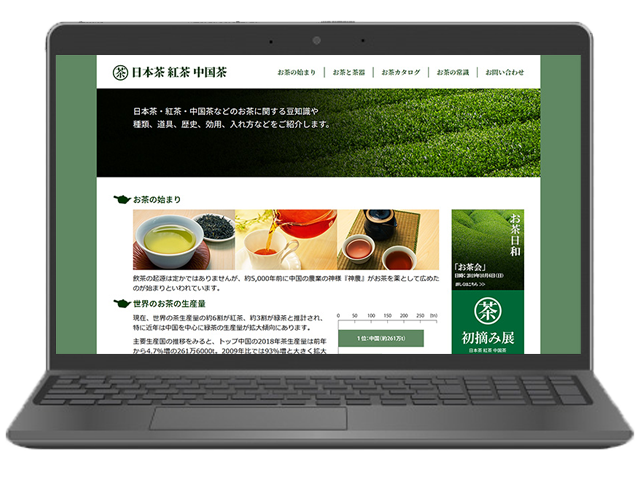 茶 日本茶 紅茶 中国茶
お茶の始まり
お茶と茶器
お茶カタログ
お茶の常識
お問い合わせ
日本茶・紅茶・中国茶などのお茶に関する豆知識や
種類、道具、歴史、効用、入れ方などをご紹介します。
お茶の始まり
飲茶の起源は定かではありませんが、約5,000年前に中国の農業の神様『神農』がお茶を薬として広めた
のが始まりといわれています。
世界のお茶の生産量
現在、世界の茶生産量の約6割が紅茶、約3割が緑茶と推計され、
特に近年は中国を中心に緑茶の生産量が拡大傾向にあります。
主要生産国の推移をみると、トップ中国の2018年茶生産量は前年
から4.7%増の261万6000t。2009年比では93%増と大きく拡大
0 50 100 150 200 250 (万t)
1位:中国(約261万t)
お茶日和
「お茶会」
詳しくはこちら >>
茶
初摘み展
日本茶 紅茶 中国茶